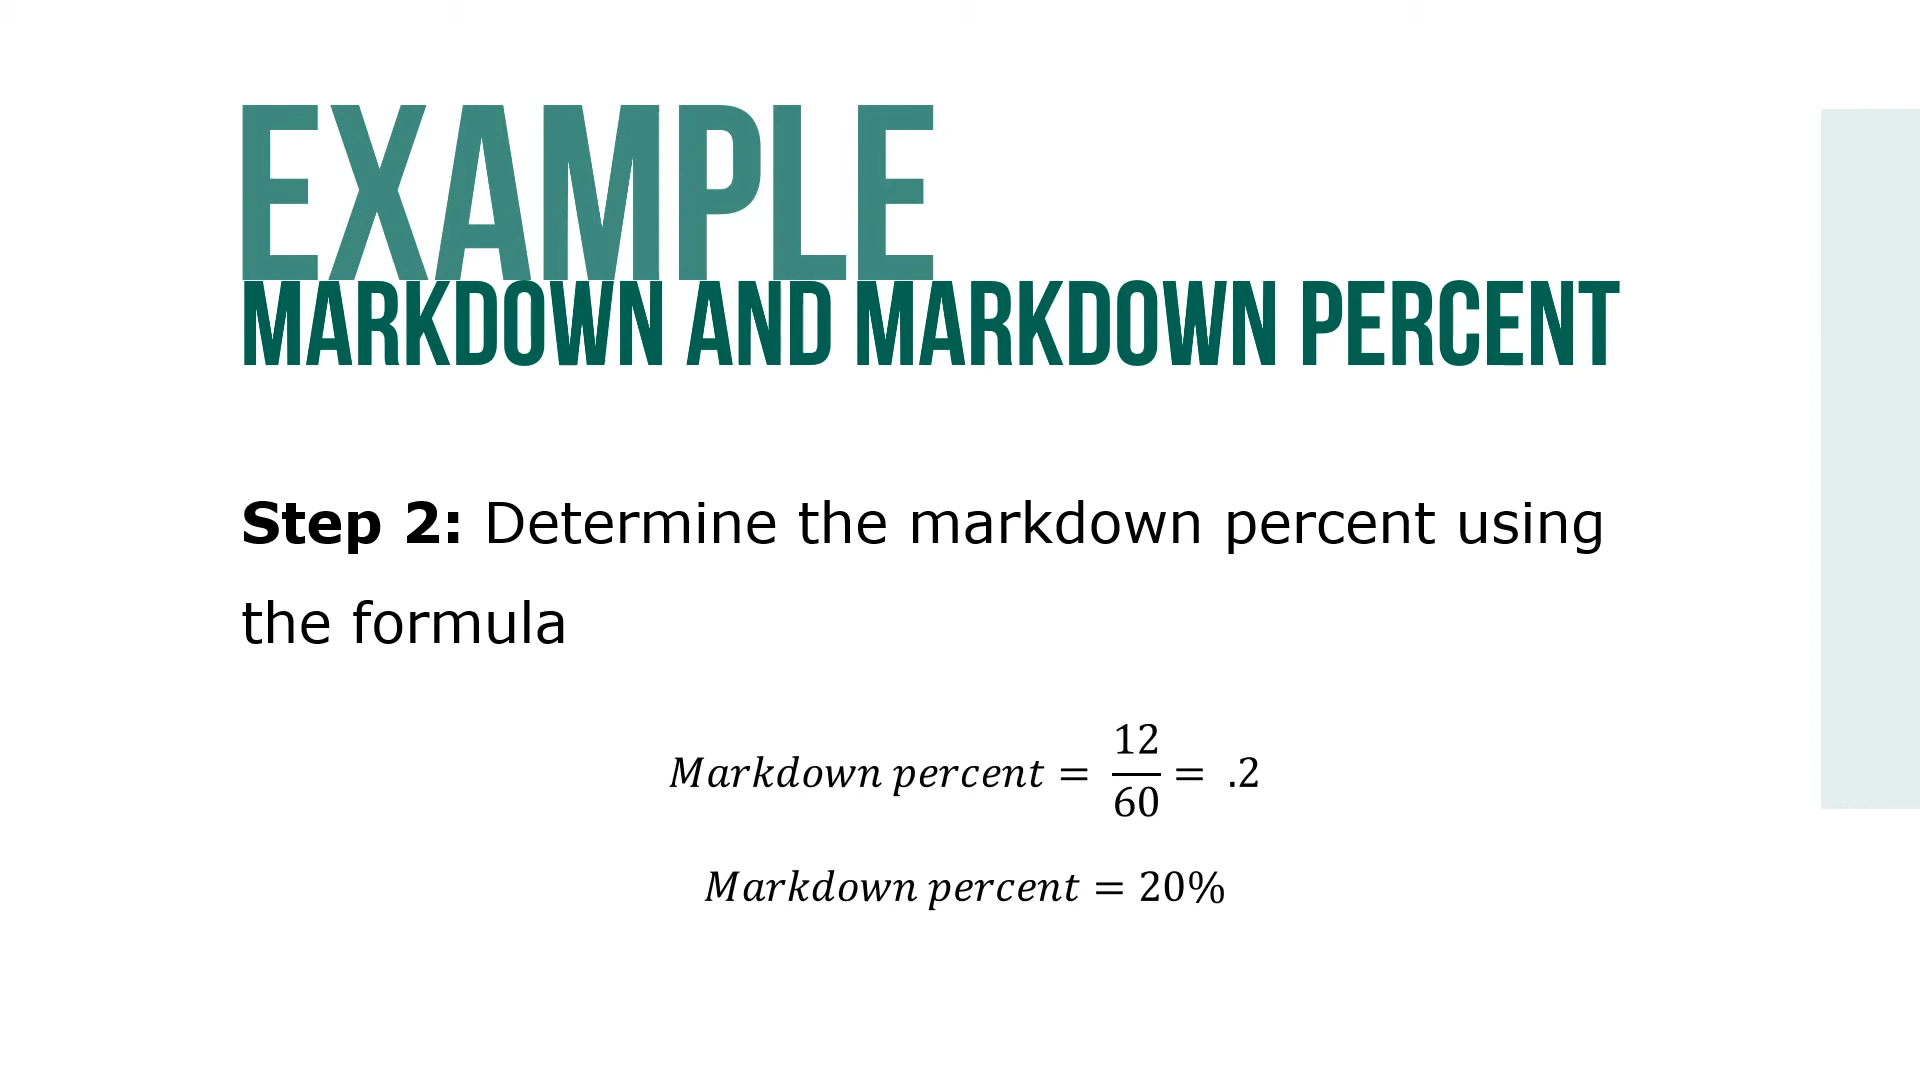 EXAMPLE
MARKDOWN AND MARKDOWN PERCENT
Step 2: Determine the markdown percent using
the formula
Markdown percent = 12/60 = .2
Markdown percent = 20%